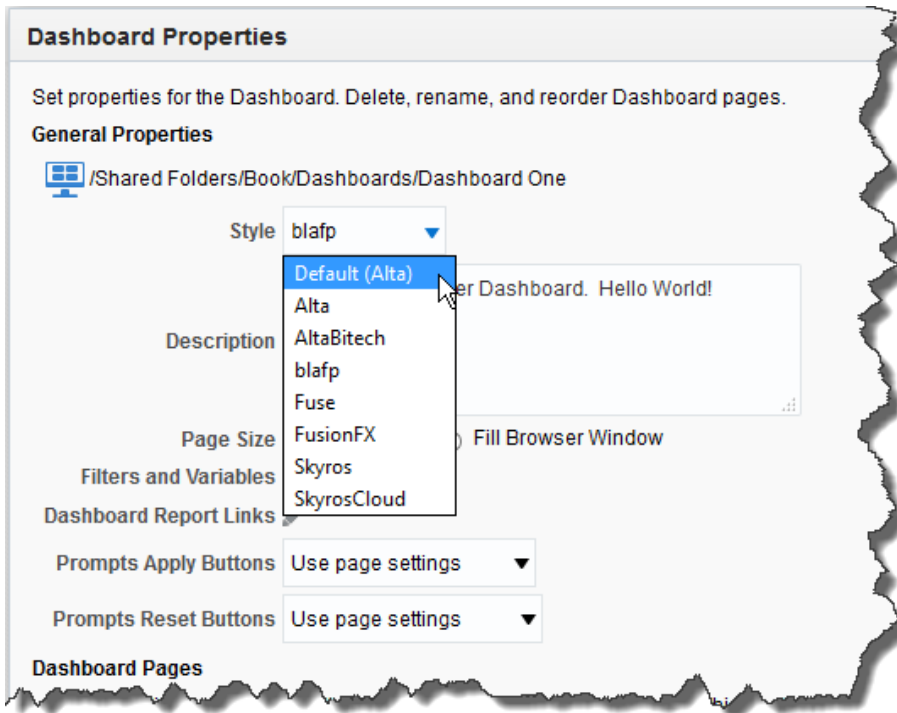 Dashboard Properties
Set properties for the Dashboard. Delete, rename, and reorder Dashboard pages.
General Properties
/Shared Folders/Book/Dashboards/Dashboard One
Style blafp
Default (Alta)
er Dashboard. Hello World!
Alta
Description AltaBitech
blafp
Fuse
Page Size FusionFX Fill Browser Window
Filters and Variables Skyros
Dashboard Report Links SkyrosCloud
Prompts Apply Buttons Use page settings
Prompts Reset Buttons Use page settings
Dashboard Pages